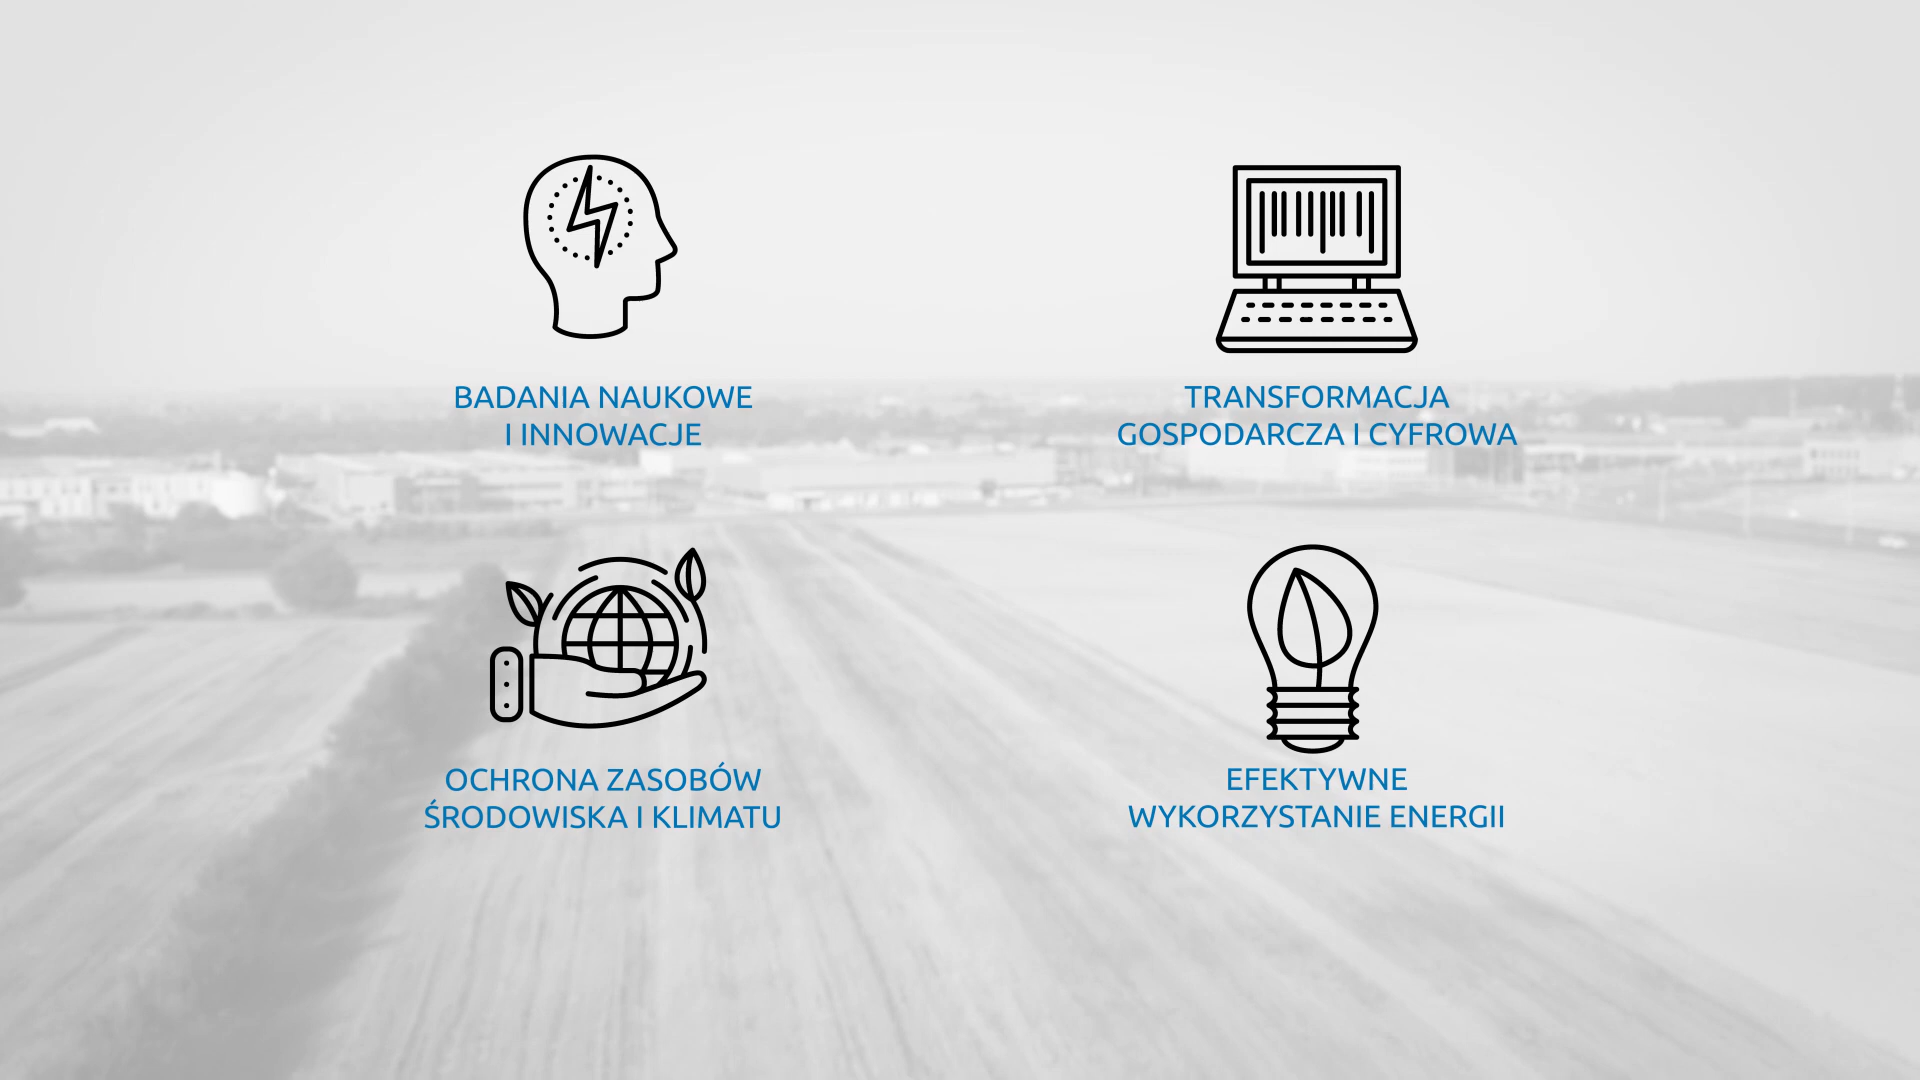 BADANIA NAUKOWE
I INNOWACJE
TRANSFORMACJA
GOSPODARCZA I CYFROWA
OCHRONA ZASOBÓW
ŚRODOWISKA I KLIMATU
EFEKTYWNE
WYKORZYSTANIE ENERGII